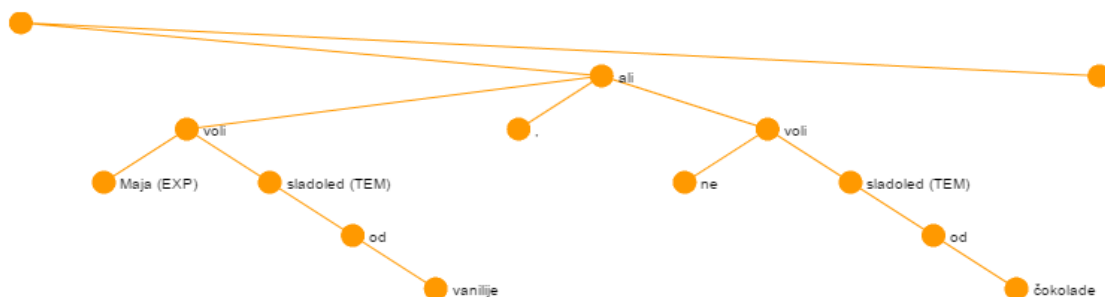 ali
voli , voli
Maja (EXP) sladoled (TEM) ne sladoled (TEM)
od od
vanilije čokolade